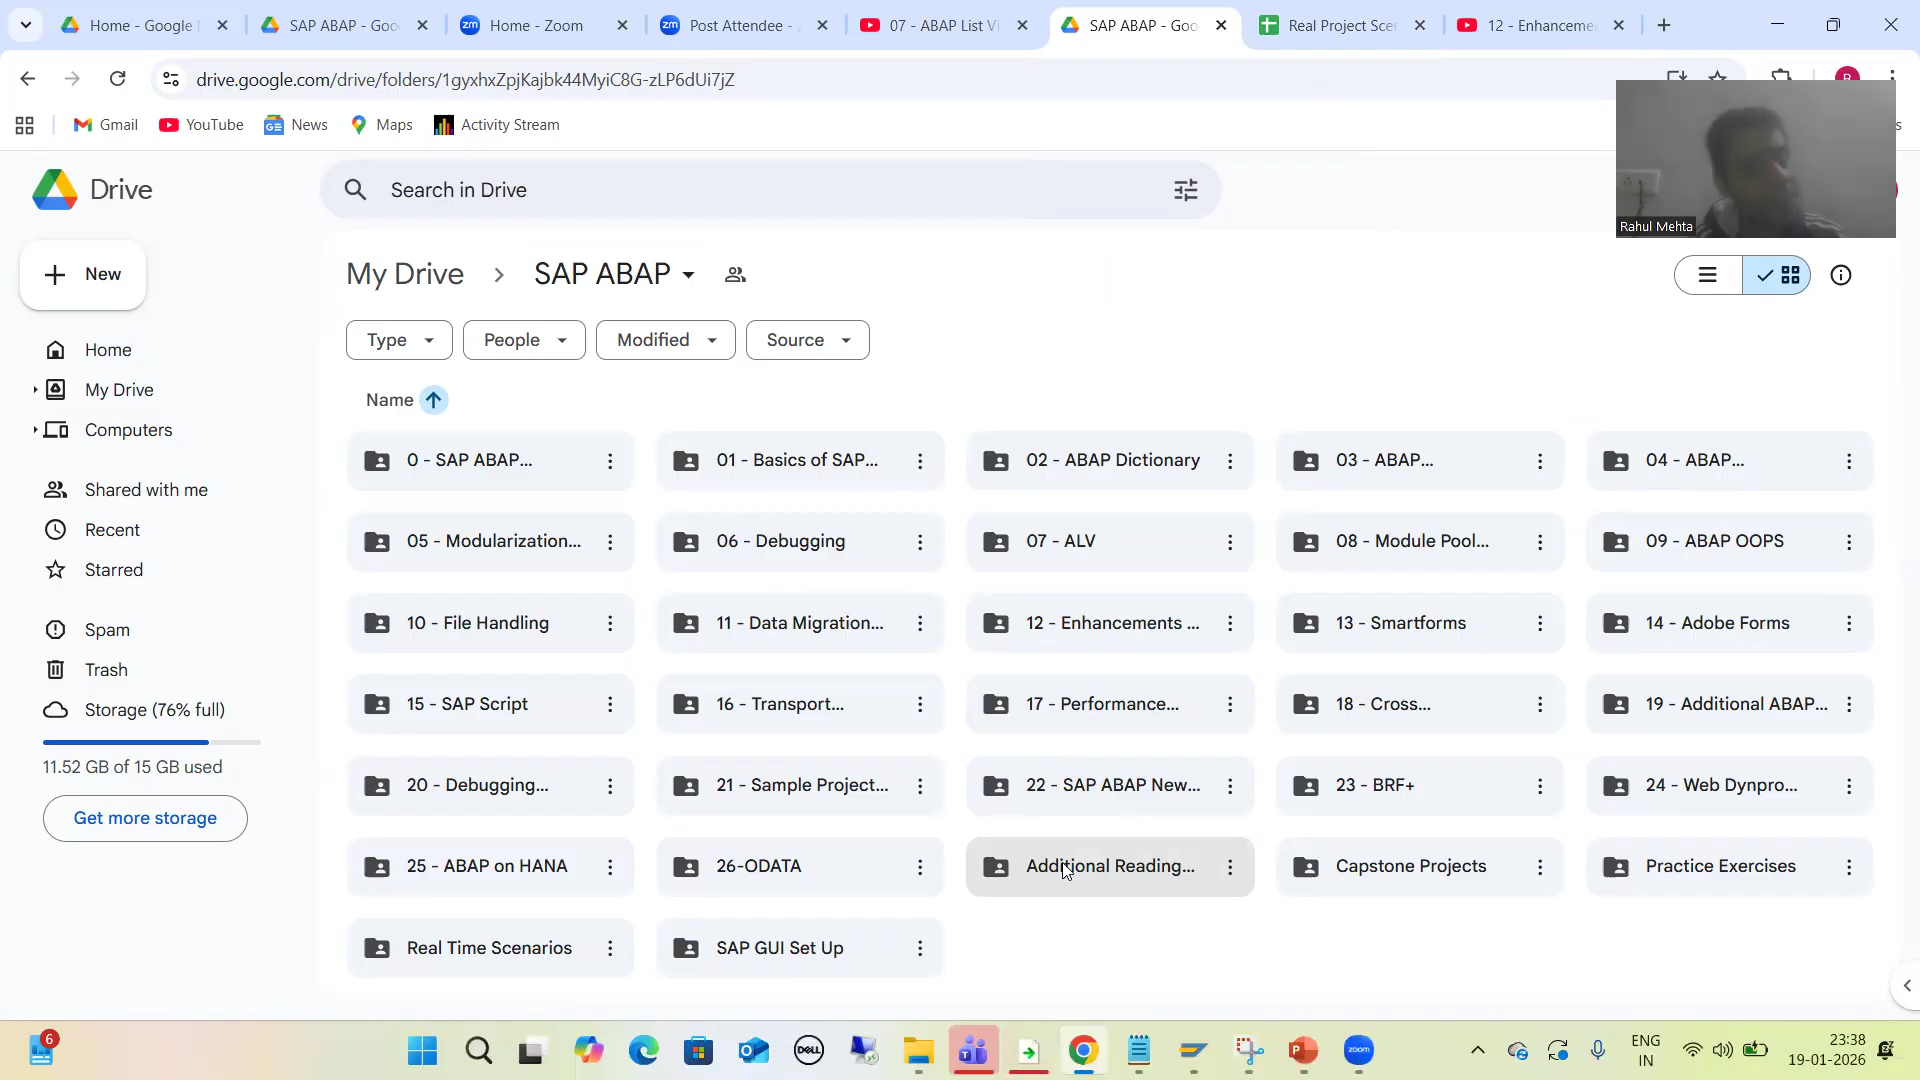 Home - Google
SAP ABAP - Goo
zm Home - Zoom
zm Post Attendee -
07 - ABAP List Vi
SAP ABAP - Goo
Real Project Scer
12 - Enhanceme
drive.google.com/drive/folders/1gyxhxZpjKajbk44MyiC8G-zLP6dUi7jZ
Gmail
YouTube
News
Maps
Activity Stream
Drive
Search in Drive
Rahul Mehta
New
My Drive > SAP ABAP
Type
People
Modified
Source
Home
My Drive
Computers
Shared with me
Recent
Starred
Spam
Trash
Storage (76% full)
11.52 GB of 15 GB used
Get more storage
Name
0 - SAP ABAP...
01 - Basics of SAP...
02 - ABAP Dictionary
03 - ABAP...
04 - ABAP...
05 - Modularization...
06 - Debugging
07 - ALV
08 - Module Pool...
09 - ABAP OOPS
10 - File Handling
11 - Data Migration...
12 - Enhancements ...
13 - Smartforms
14 - Adobe Forms
15 - SAP Script
16 - Transport...
17 - Performance...
18 - Cross...
19 - Additional ABAP...
20 - Debugging...
21 - Sample Project...
22 - SAP ABAP New...
23 - BRF+
24 - Web Dynpro...
25 - ABAP on HANA
26-ODATA
Additional Reading...
Capstone Projects
Practice Exercises
Real Time Scenarios
SAP GUI Set Up
6
DELL
zoom
ENG
IN
23:38
19-01-2026